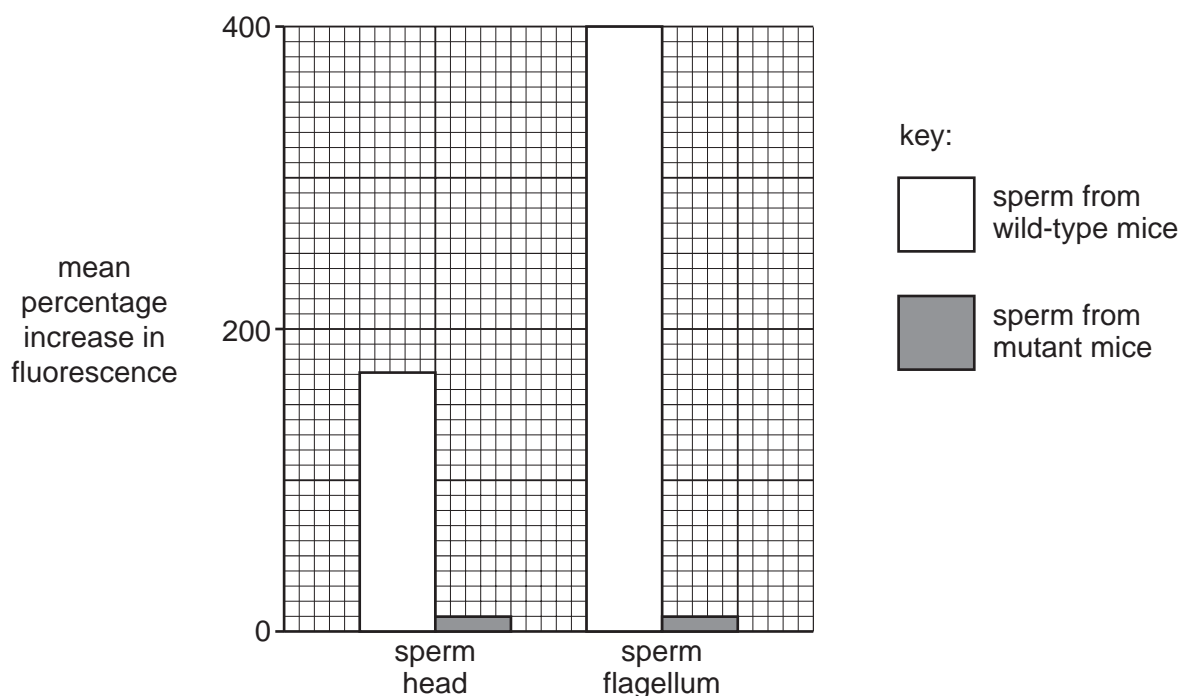 400
200
0
mean
percentage
increase in
fluorescence
sperm
head
sperm
flagellum
key:
sperm from
wild-type mice
sperm from
mutant mice